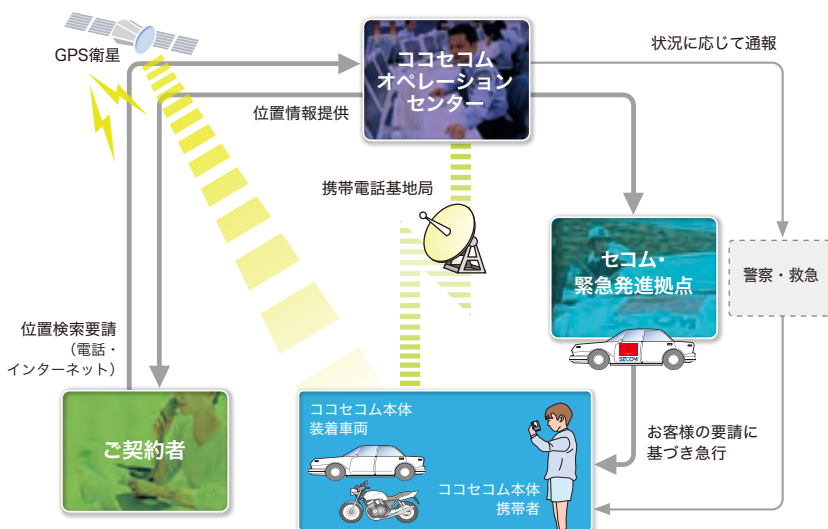 GPS衛星
ココセコム
オペレーション
センター
状況に応じて通報
位置情報提供
携帯電話基地局
セコム・
緊急発進拠点
警察・救急
SECOM
位置検索要請
（電話・
インターネット）
ご契約者
ココセコム本体
装着車両
ココセコム本体
携帯者
お客様の要請に
基づき急行